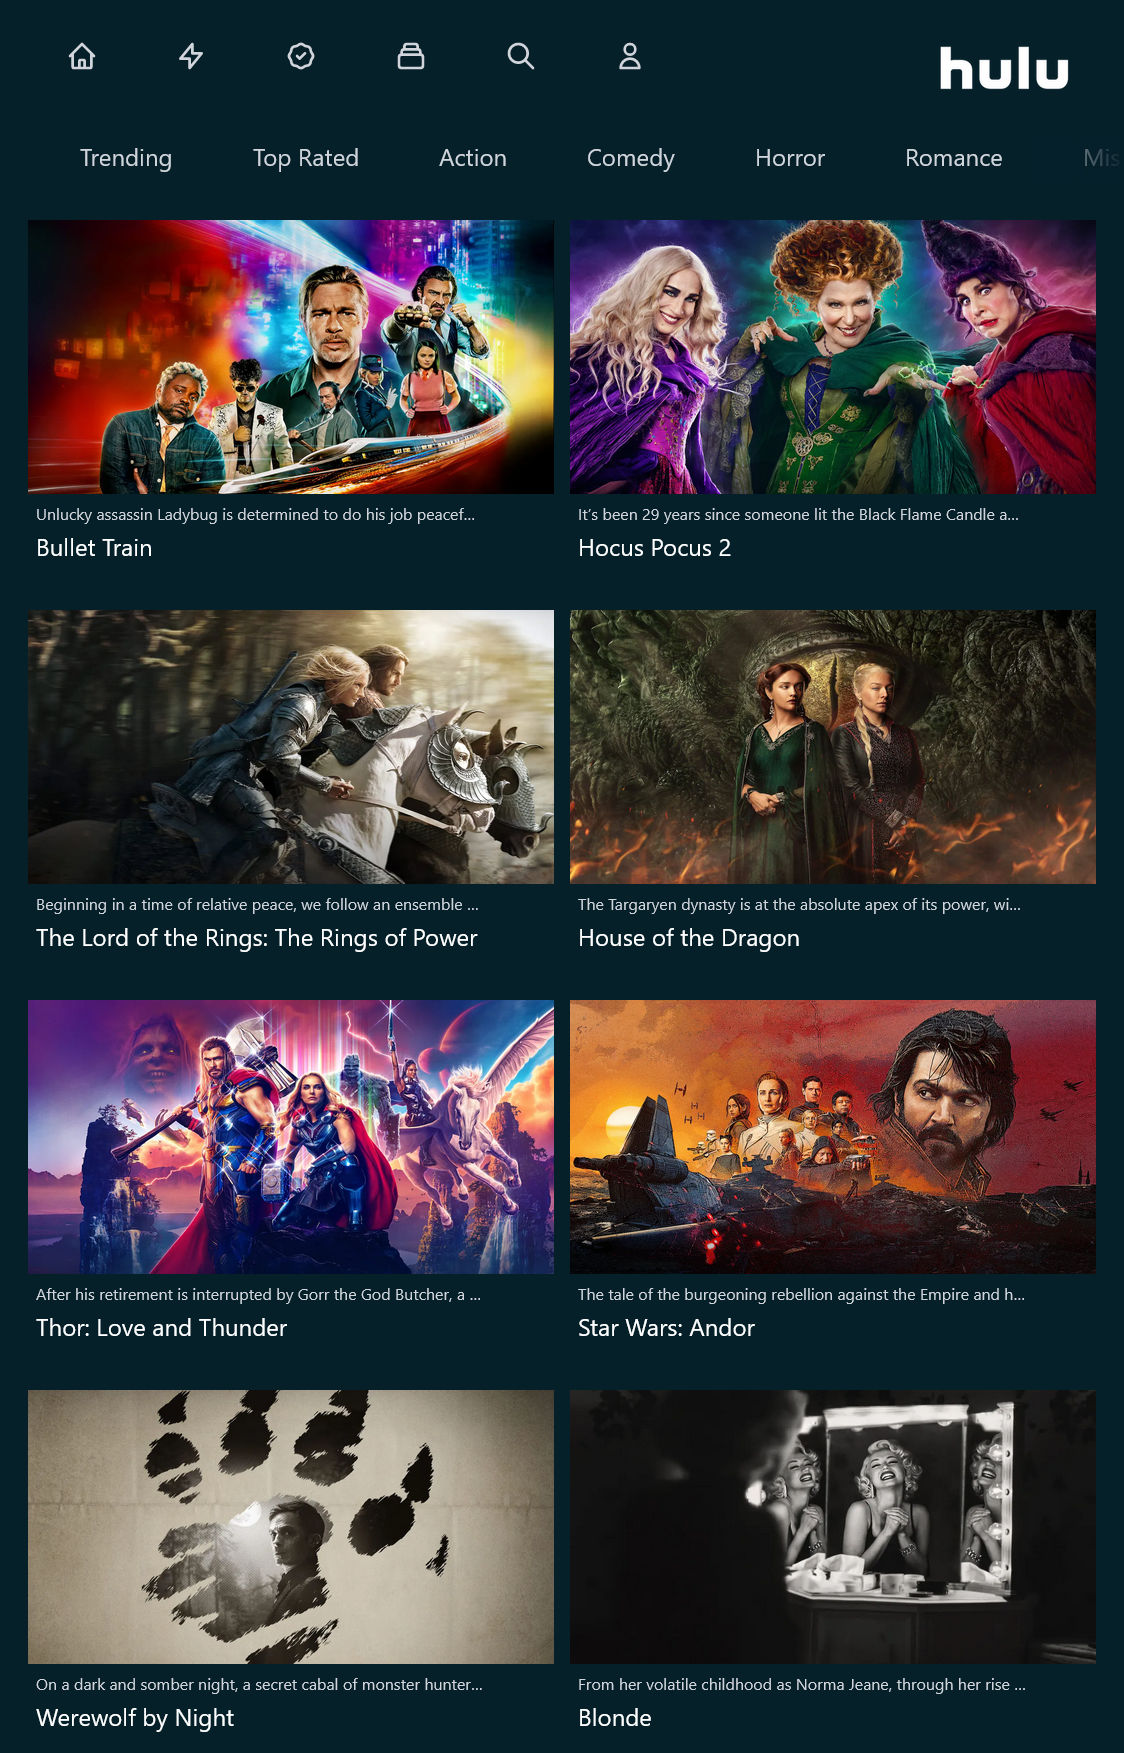 hulu
Trending
Top Rated
Action
Comedy
Horror
Romance
Mis
Unlucky assassin Ladybug is determined to do his job peacef...
Bullet Train
It's been 29 years since someone lit the Black Flame Candle a...
Hocus Pocus 2
Beginning in a time of relative peace, we follow an ensemble ...
The Lord of the Rings: The Rings of Power
The Targaryen dynasty is at the absolute apex of its power, wi...
House of the Dragon
After his retirement is interrupted by Gorr the God Butcher, a ...
Thor: Love and Thunder
The tale of the burgeoning rebellion against the Empire and h...
Star Wars: Andor
On a dark and somber night, a secret cabal of monster hunter...
Werewolf by Night
From her volatile childhood as Norma Jeane, through her rise ...
Blonde